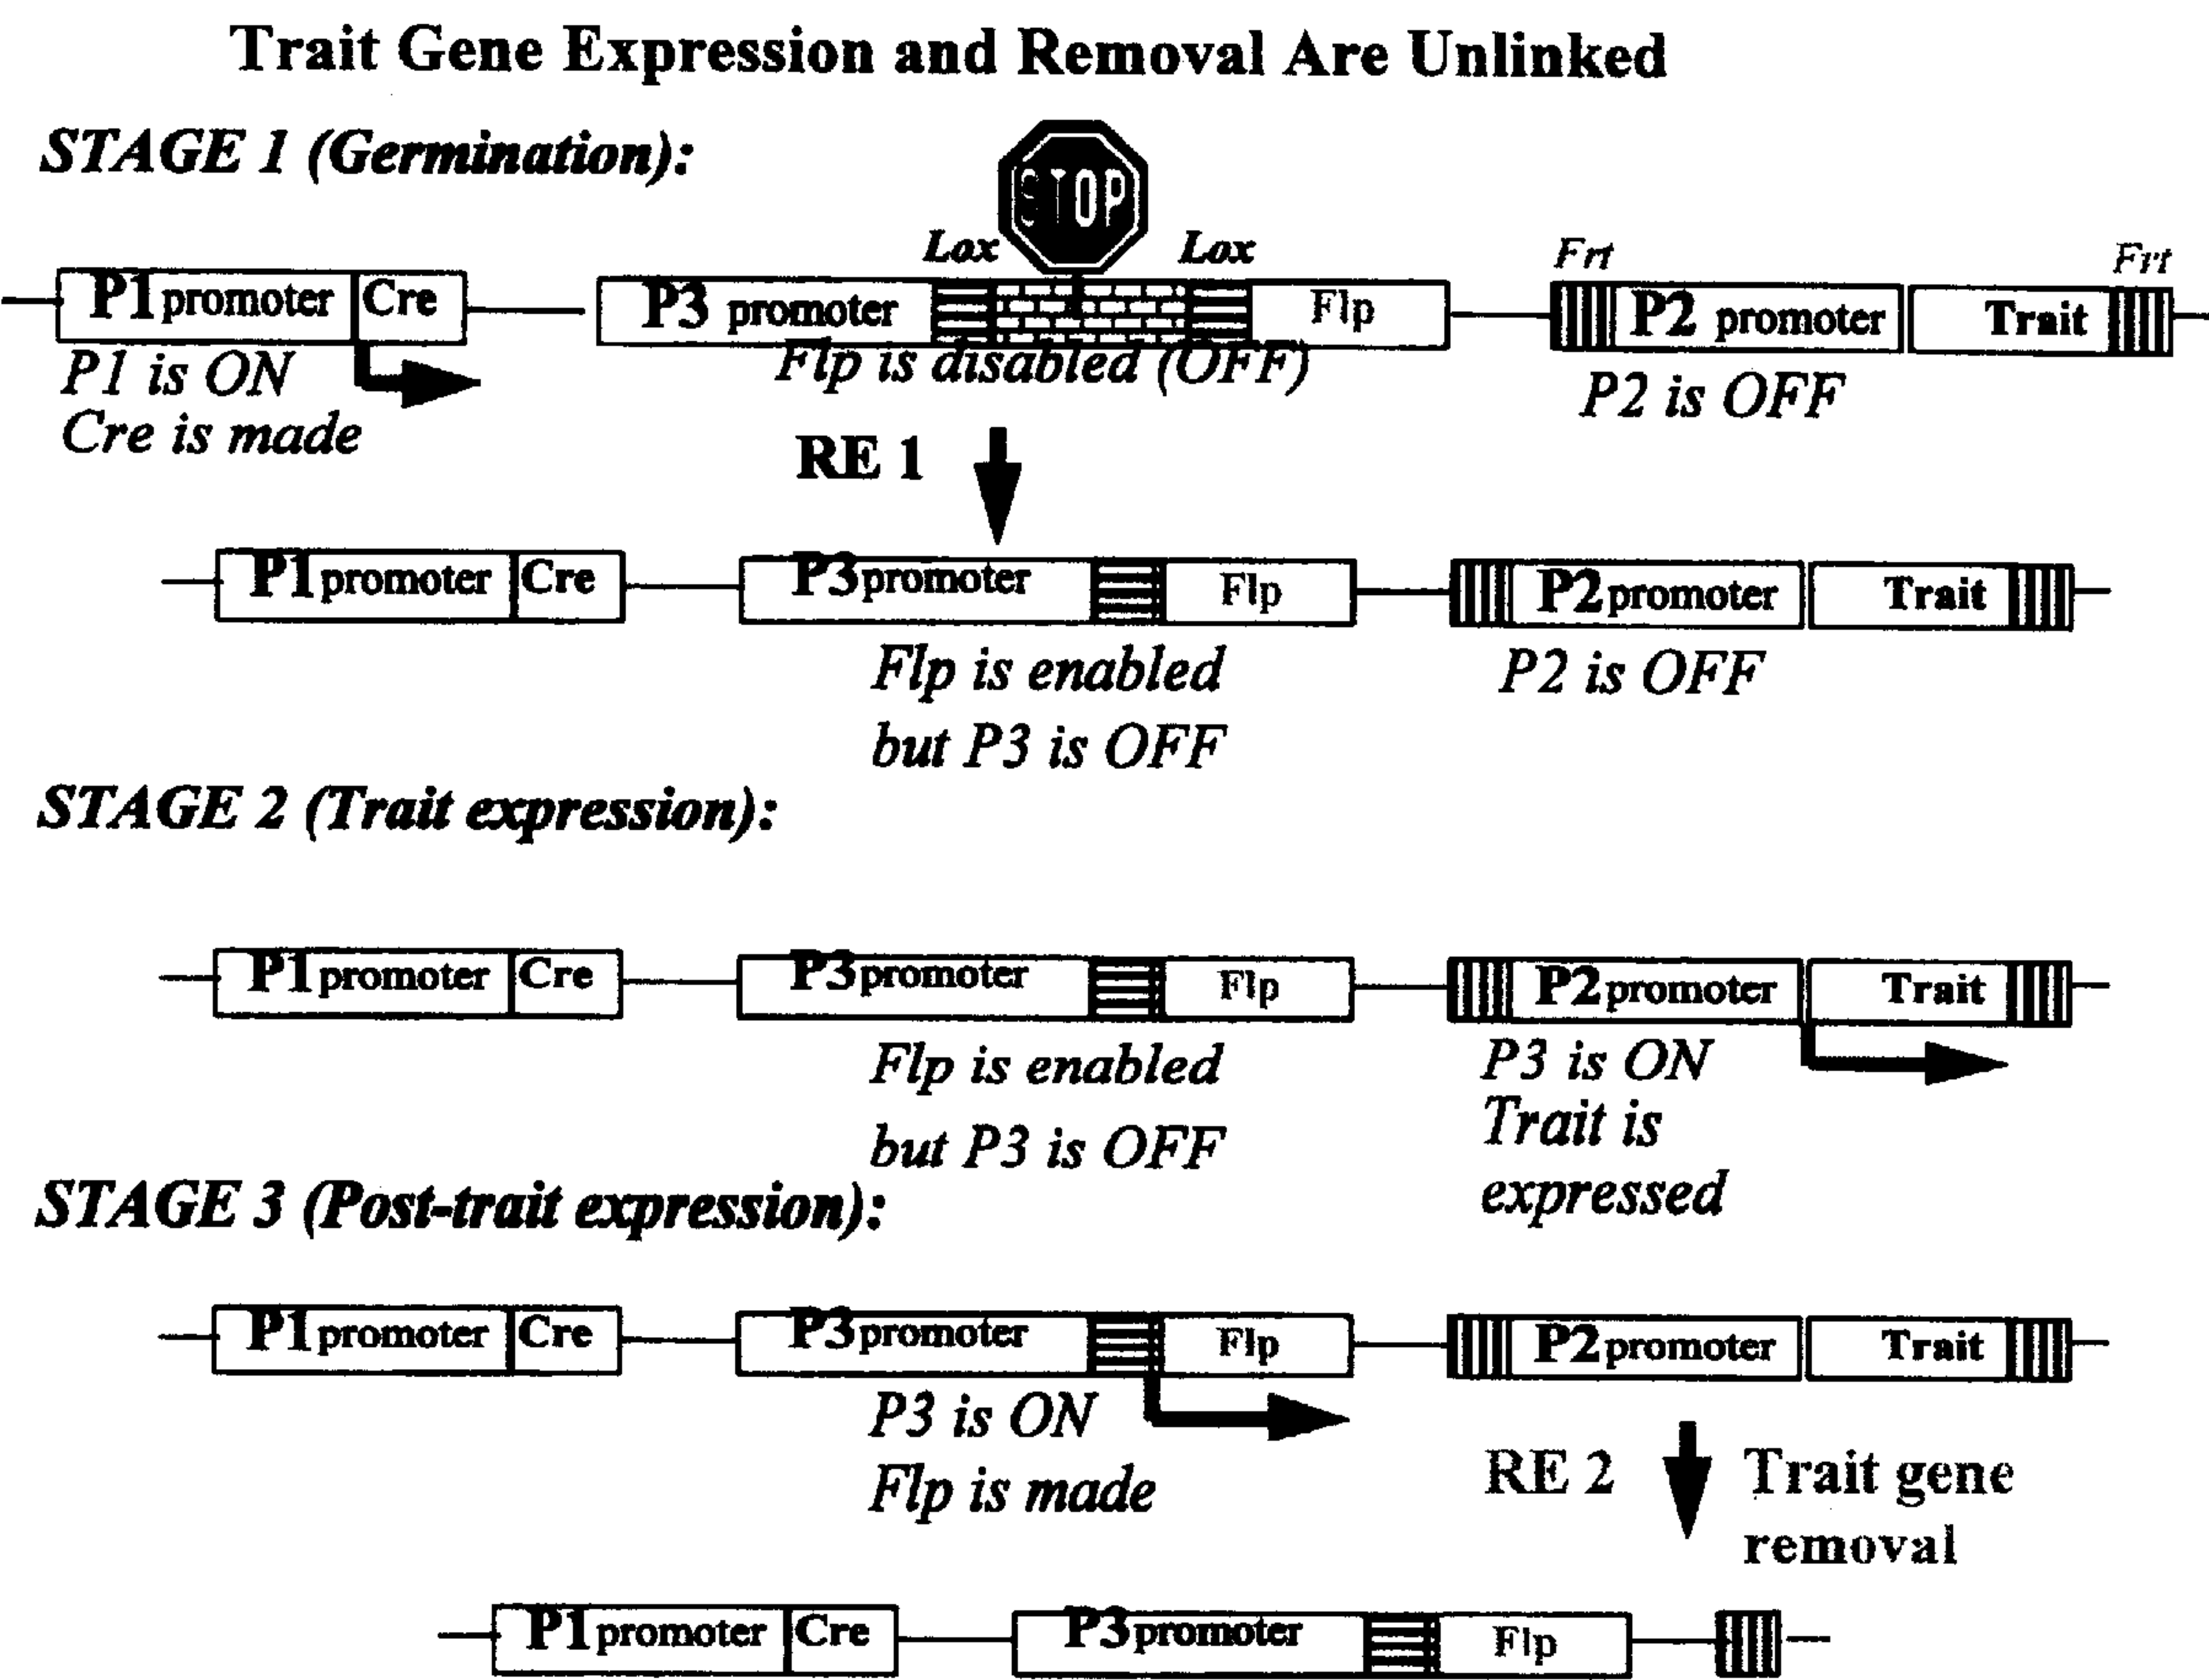 Trait Gene Expression and Removal Are Unlinked
STAGE 1 (Germination):
STOP
Lox Lox Frt Frt
P1 promoter Cre P3 promoter Flp P2 promoter Trait
P1 is ON Flp is disabled (OFF) P2 is OFF
Cre is made
RE 1
P1 promoter Cre P3 promoter Flp P2 promoter Trait
Flp is enabled P2 is OFF
but P3 is OFF
STAGE 2 (Trait expression):
P1 promoter Cre P3 promoter Flp P2 promoter Trait
Flp is enabled P3 is ON
but P3 is OFF Trait is
expressed
STAGE 3 (Post-trait expression):
P1 promoter Cre P3 promoter Flp P2 promoter Trait
P3 is ON
Flp is made RE 2 Trait gene
removal
P1 promoter Cre P3 promoter Flp